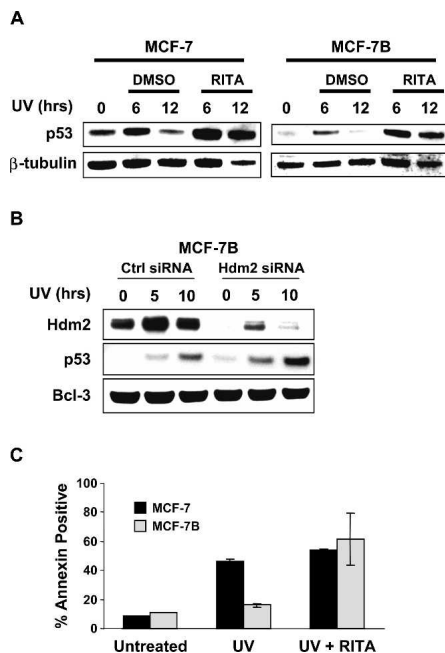 A
MCF-7 MCF-7B
DMSO RITA DMSO RITA
UV (hrs) 0 6 12 6 12 0 6 12 6 12
p53
β-tubulin
B
MCF-7B
Ctrl siRNA Hdm2 siRNA
UV (hrs) 0 5 10 0 5 10
Hdm2
p53
Bcl-3
C
% Annexin Positive
100
80
60
40
20
0
MCF-7
MCF-7B
Untreated UV UV + RITA